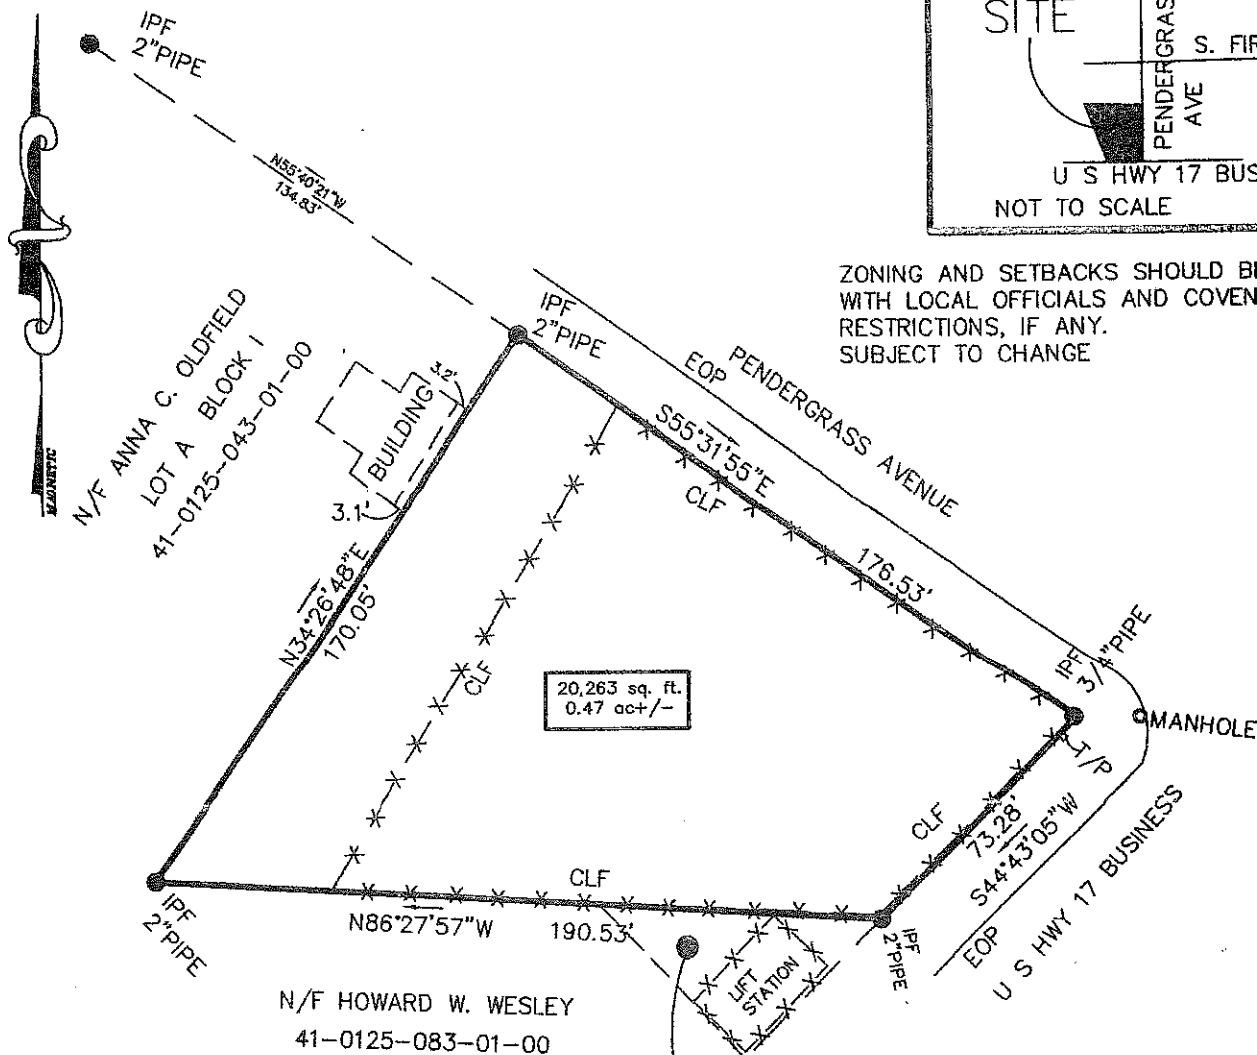 IPF
2"PIPE
N55°40'21"W
134.83'
MAGNETIC
SITE
PENDERGRAS
AVE
S. FIR
U S HWY 17 BUS
NOT TO SCALE
ZONING AND SETBACKS SHOULD B
WITH LOCAL OFFICIALS AND COVEN
RESTRICTIONS, IF ANY.
SUBJECT TO CHANGE
N/F ANNA C. OLDFIELD
LOT A BLOCK I
41-0125-043-01-00
BUILDING
3.2'
3.1'
IPF
2"PIPE
EOP
PENDERGRASS AVENUE
S55°31'55"E
CLF
176.53'
N34°26'48"E
170.05'
CLF
20,263 sq. ft.
0.47 ac+/-
IPF
3/4"PIPE
MANHOLE
T/P
CLF
73.28'
S44°43'05"W
EOP
U S HWY 17 BUSINESS
CLF
N86°27'57"W
190.53'
IPF
2"PIPE
IPF
2"PIPE
LIFT
STATION
N/F HOWARD W. WESLEY
41-0125-083-01-00